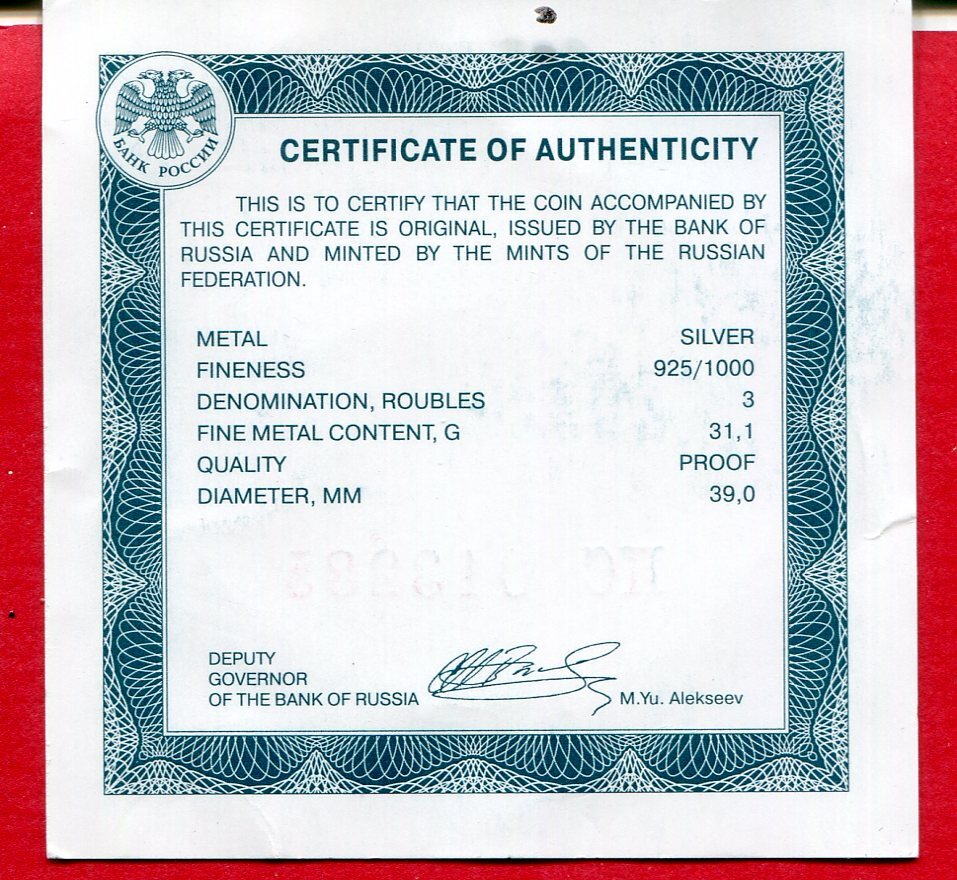 БАНК РОССИИ
CERTIFICATE OF AUTHENTICITY
THIS IS TO CERTIFY THAT THE COIN ACCOMPANIED BY
THIS CERTIFICATE IS ORIGINAL, ISSUED BY THE BANK OF
RUSSIA AND MINTED BY THE MINTS OF THE RUSSIAN
FEDERATION.
METAL SILVER
FINENESS 925/1000
DENOMINATION, ROUBLES 3
FINE METAL CONTENT, G 31,1
QUALITY PROOF
DIAMETER, MM 39,0
DEPUTY
GOVERNOR
OF THE BANK OF RUSSIA M.Yu. Alekseev